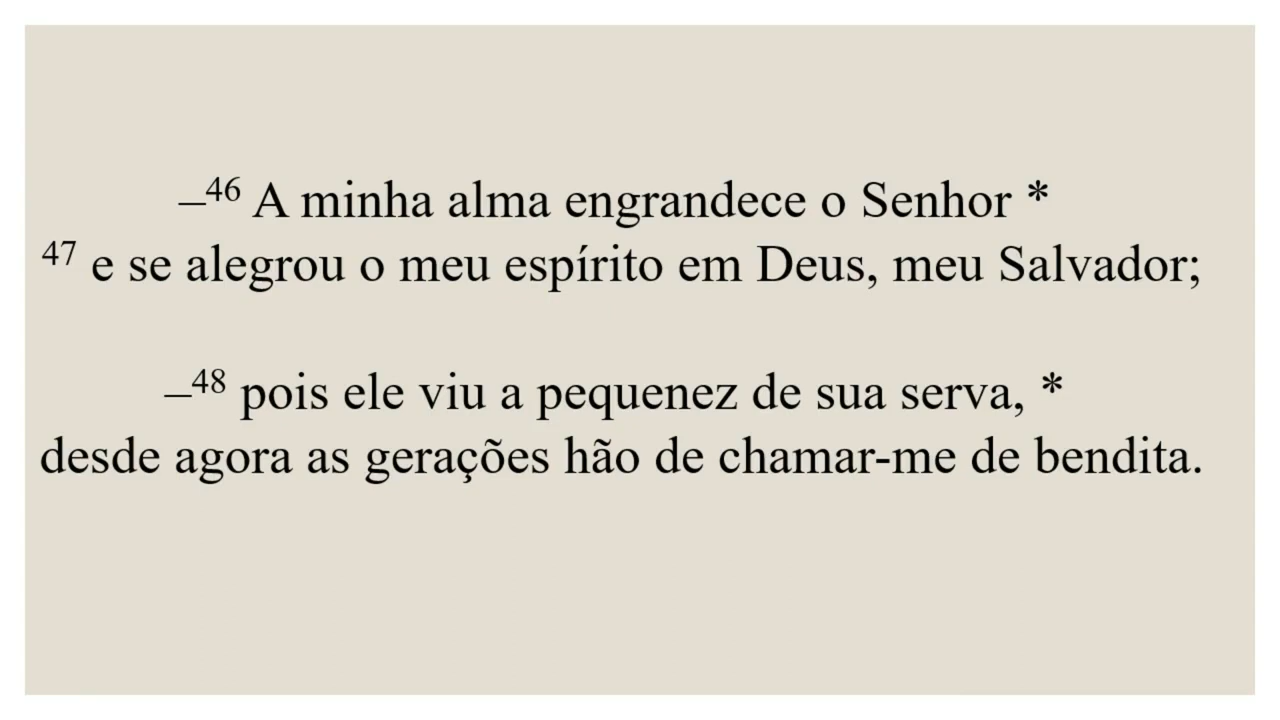 –46 A minha alma engrandece o Senhor *
47 e se alegrou o meu espírito em Deus, meu Salvador;
–48 pois ele viu a pequenez de sua serva, *
desde agora as gerações hão de chamar-me de bendita.